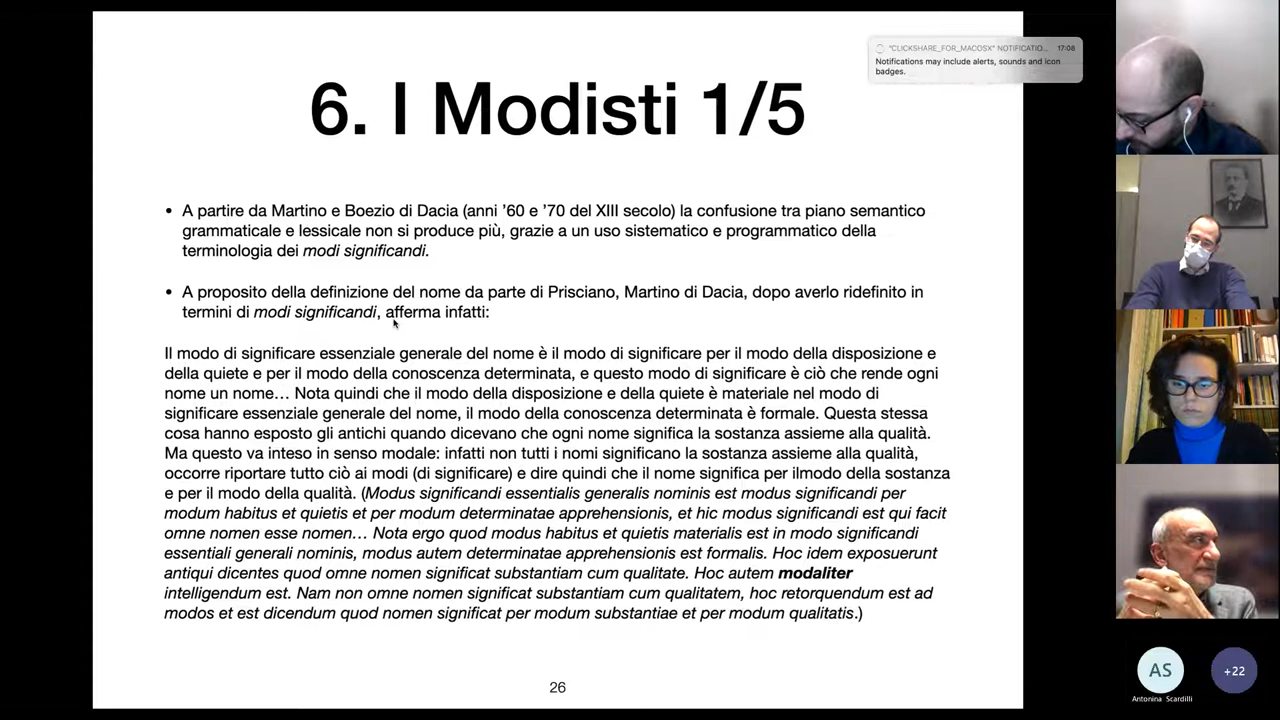 6. I Modisti 1/5
"CLICKSHARE_FOR_MACOSX" NOTIFICATIO... 17:08
Notifications may include alerts, sounds and icon
badges.
• A partire da Martino e Boezio di Dacia (anni ’60 e ’70 del XIII secolo) la confusione tra piano semantico
grammaticale e lessicale non si produce più, grazie a un uso sistematico e programmatico della
terminologia dei modi significandi.
• A proposito della definizione del nome da parte di Prisciano, Martino di Dacia, dopo averlo ridefinito in
termini di modi significandi, afferma infatti:
Il modo di significare essenziale generale del nome è il modo di significare per il modo della disposizione e
della quiete e per il modo della conoscenza determinata, e questo modo di significare è ciò che rende ogni
nome un nome… Nota quindi che il modo della disposizione e della quiete è materiale nel modo di
significare essenziale generale del nome, il modo della conoscenza determinata è formale. Questa stessa
cosa hanno esposto gli antichi quando dicevano che ogni nome significa la sostanza assieme alla qualità.
Ma questo va inteso in senso modale: infatti non tutti i nomi significano la sostanza assieme alla qualità,
occorre riportare tutto ciò ai modi (di significare) e dire quindi che il nome significa per ilmodo della sostanza
e per il modo della qualità. (Modus significandi essentialis generalis nominis est modus significandi per
modum habitus et quietis et per modum determinatae apprehensionis, et hic modus significandi est qui facit
omne nomen esse nomen… Nota ergo quod modus habitus et quietis materialis est in modo significandi
essentiali generali nominis, modus autem determinatae apprehensionis est formalis. Hoc idem exposuerunt
antiqui dicentes quod omne nomen significat substantiam cum qualitate. Hoc autem modaliter
intelligendum est. Nam non omne nomen significat substantiam cum qualitatem, hoc retorquendum est ad
modos et est dicendum quod nomen significat per modum substantiae et per modum qualitatis.)
26
AS
+22
Antonina Scardilli